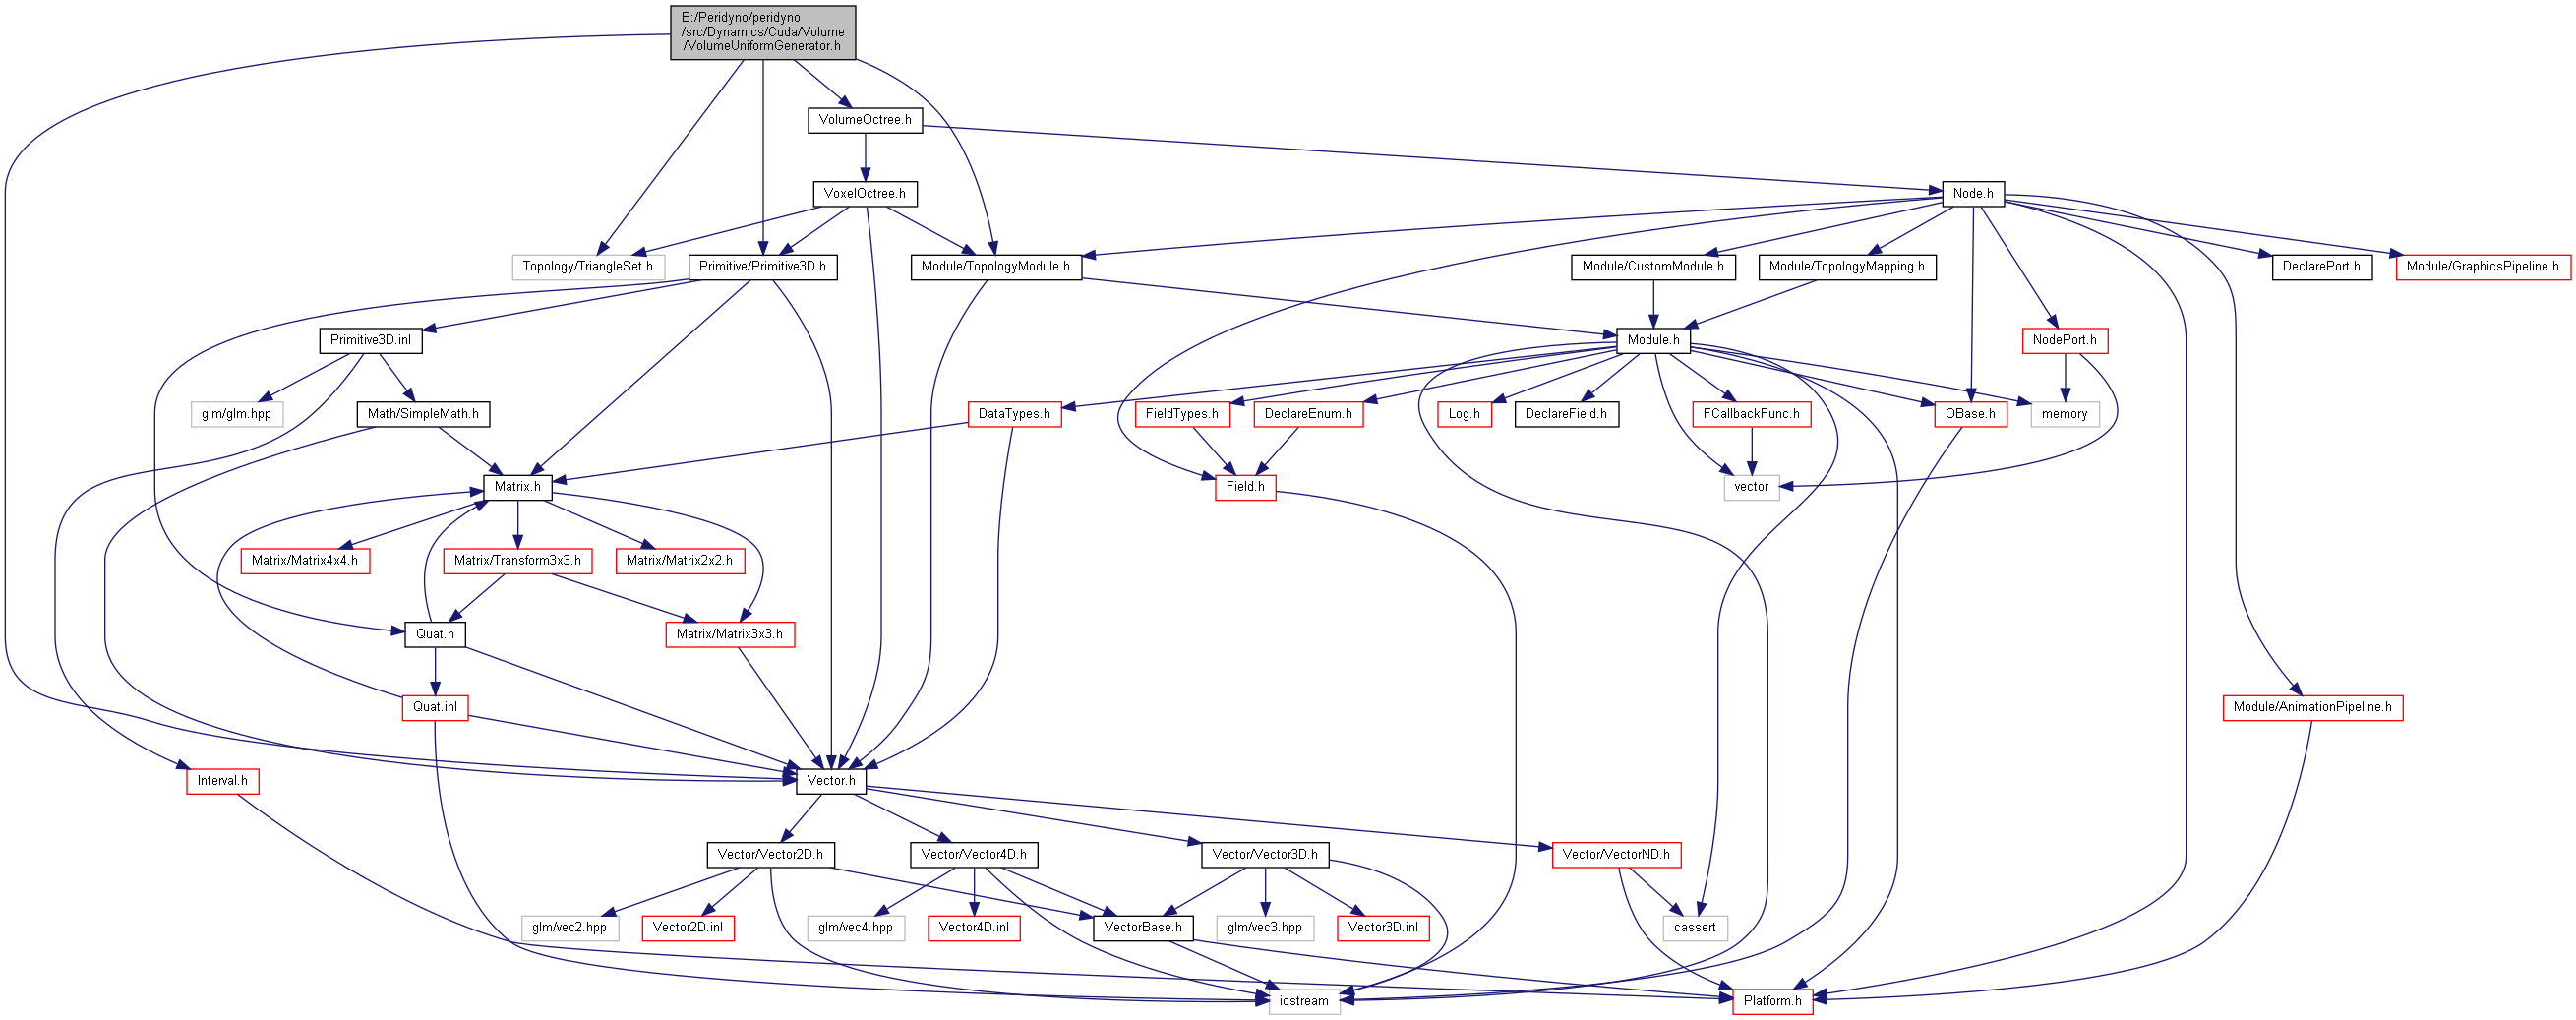 E:/Peridyno/peridyno
/src/Dynamics/Cuda/Volume
/VolumeUniformGenerator.h
VolumeOctree.h
VoxelOctree.h
Node.h
Topology/TriangleSet.h
Primitive/Primitive3D.h
Module/TopologyModule.h
Module/CustomModule.h
Module/TopologyMapping.h
DeclarePort.h
Module/GraphicsPipeline.h
Primitive3D.inl
Module.h
NodePort.h
glm/glm.hpp
Math/SimpleMath.h
DataTypes.h
FieldTypes.h
DeclareEnum.h
Log.h
DeclareField.h
FCallbackFunc.h
OBase.h
memory
Matrix.h
Field.h
vector
Matrix/Matrix4x4.h
Matrix/Transform3x3.h
Matrix/Matrix2x2.h
Quat.h
Matrix/Matrix3x3.h
Quat.inl
Module/AnimationPipeline.h
Interval.h
Vector.h
Vector/Vector2D.h
Vector/Vector4D.h
Vector/Vector3D.h
Vector/VectorND.h
glm/vec2.hpp
Vector2D.inl
glm/vec4.hpp
Vector4D.inl
VectorBase.h
glm/vec3.hpp
Vector3D.inl
cassert
iostream
Platform.h